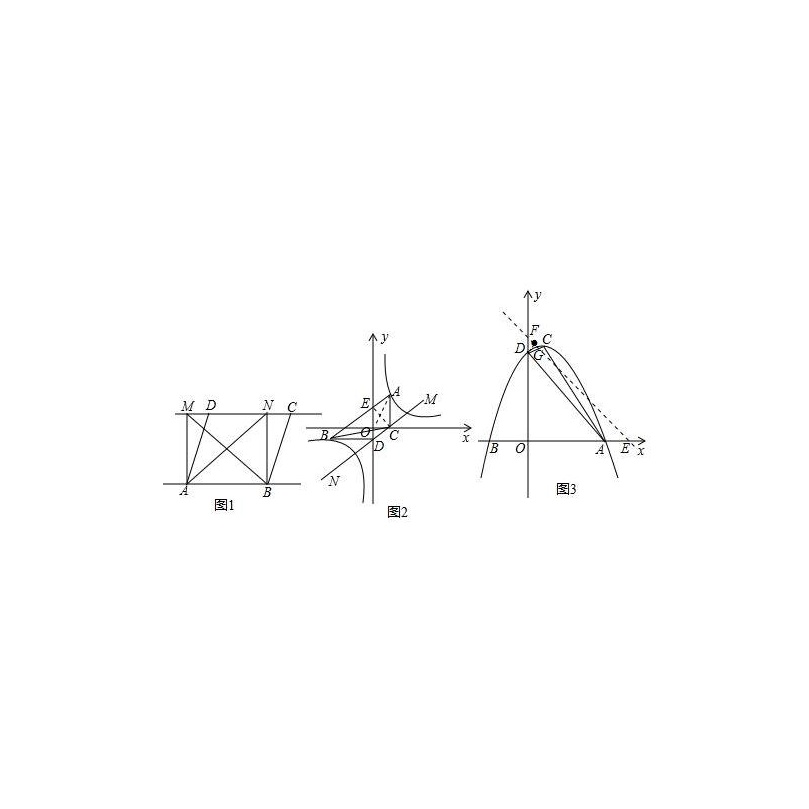 M D N C
A B
图1
y
A
E M
B O C x
D
N
图2
y
F
D G C
B O A E x
图3